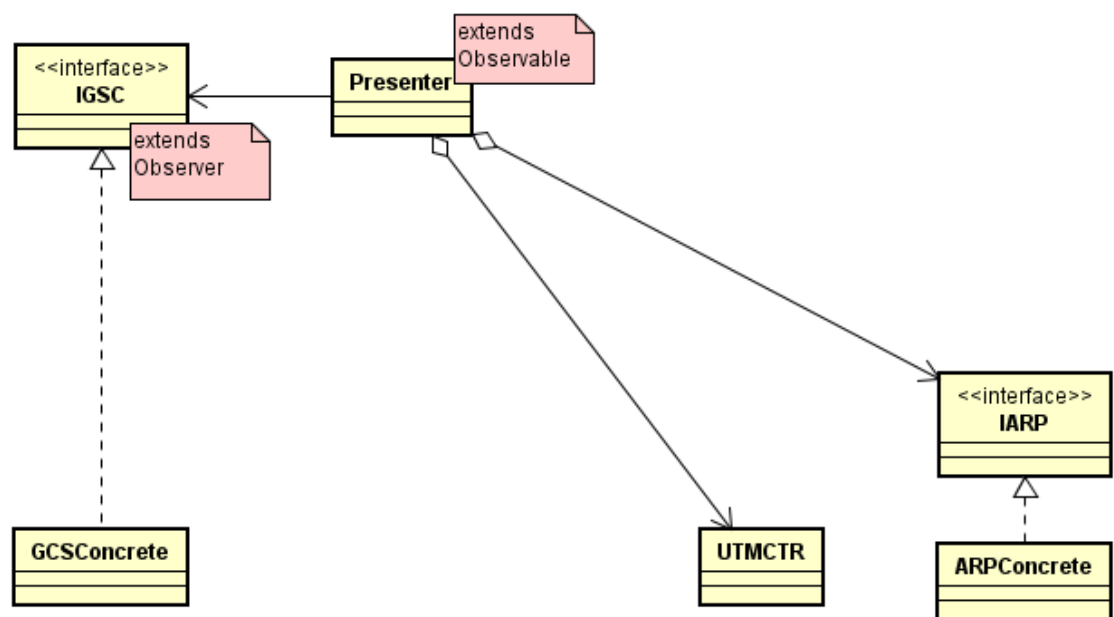 extends
Observable
<<interface>>
IGSC
Presenter
extends
Observer
<<interface>>
IARP
GCSConcrete
UTMCTR
ARPConcrete